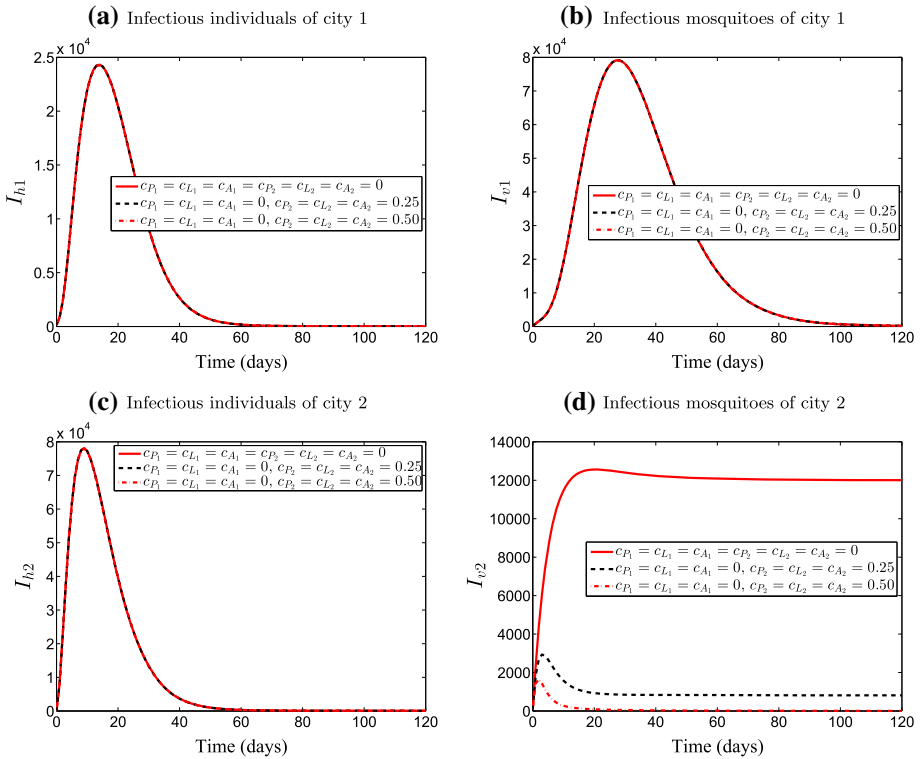 (a) Infectious individuals of city 1
x 10⁴
2.5
2
1.5
1
0.5
0
0 20 40 60 80 100 120
I_{h1}
Time (days)
c_{P_1} = c_{L_1} = c_{A_1} = c_{P_2} = c_{L_2} = c_{A_2} = 0
c_{P_1} = c_{L_1} = c_{A_1} = 0, c_{P_2} = c_{L_2} = c_{A_2} = 0.25
c_{P_1} = c_{L_1} = c_{A_1} = 0, c_{P_2} = c_{L_2} = c_{A_2} = 0.50
(b) Infectious mosquitoes of city 1
x 10⁴
8
7
6
5
4
3
2
1
0
0 20 40 60 80 100 120
I_{v1}
Time (days)
c_{P_1} = c_{L_1} = c_{A_1} = c_{P_2} = c_{L_2} = c_{A_2} = 0
c_{P_1} = c_{L_1} = c_{A_1} = 0, c_{P_2} = c_{L_2} = c_{A_2} = 0.25
c_{P_1} = c_{L_1} = c_{A_1} = 0, c_{P_2} = c_{L_2} = c_{A_2} = 0.50
(c) Infectious individuals of city 2
x 10⁴
8
7
6
5
4
3
2
1
0
0 20 40 60 80 100 120
I_{h2}
Time (days)
c_{P_1} = c_{L_1} = c_{A_1} = c_{P_2} = c_{L_2} = c_{A_2} = 0
c_{P_1} = c_{L_1} = c_{A_1} = 0, c_{P_2} = c_{L_2} = c_{A_2} = 0.25
c_{P_1} = c_{L_1} = c_{A_1} = 0, c_{P_2} = c_{L_2} = c_{A_2} = 0.50
(d) Infectious mosquitoes of city 2
14000
12000
10000
8000
6000
4000
2000
0
0 20 40 60 80 100 120
I_{v2}
Time (days)
c_{P_1} = c_{L_1} = c_{A_1} = c_{P_2} = c_{L_2} = c_{A_2} = 0
c_{P_1} = c_{L_1} = c_{A_1} = 0, c_{P_2} = c_{L_2} = c_{A_2} = 0.25
c_{P_1} = c_{L_1} = c_{A_1} = 0, c_{P_2} = c_{L_2} = c_{A_2} = 0.50